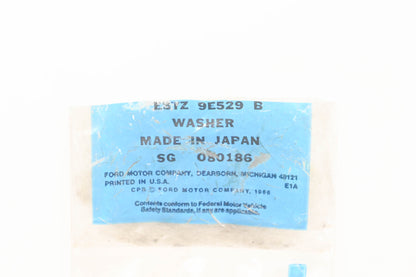 E3TZ 9E529 B
WASHER
MADE IN JAPAN
SG 080186
FORD MOTOR COMPANY, DEARBORN, MICHIGAN 48121
PRINTED IN U.S.A. E1A
CPS © FORD MOTOR COMPANY, 1986
Contents conform to Federal Motor Vehicle
Safety Standards, if any are applicable.